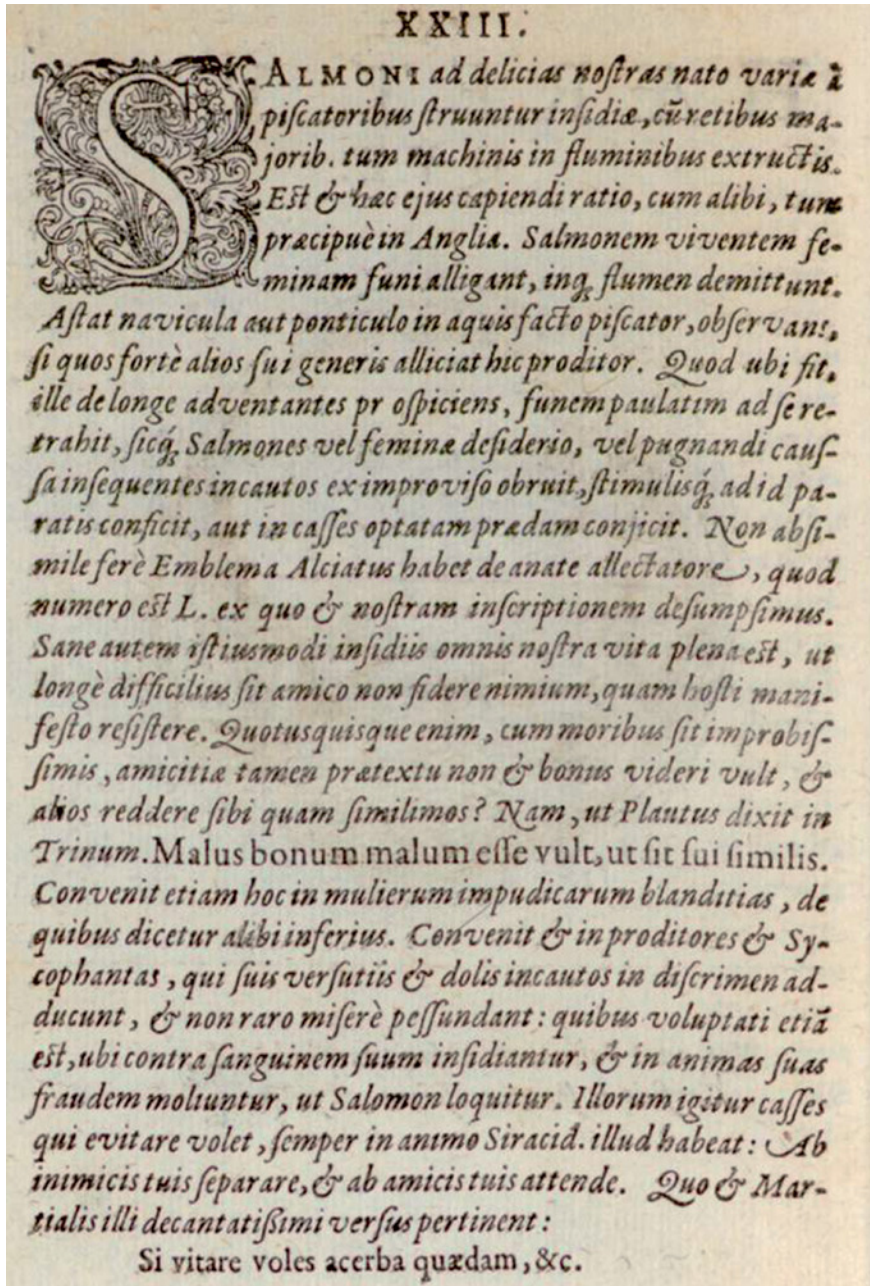 XXIII.
SALMONI ad delicias nostras nato variæ à
piscatoribus struuntur insidiæ, cũ retibus ma-
jorib. tum machinis in fluminibus extructis.
Est & hæc ejus capiendi ratio, cum alibi, tum
præcipuè in Anglia. Salmonem viventem fe-
minam funi alligant, inq́; flumen demittunt.
Astat navicula aut ponticulo in aquis facto piscator, observans,
si quos fortè alios sui generis alliciat hic proditor. Quod ubi fit,
ille de longe adventantes prospiciens, funem paulatim ad se re-
trahit, sicq́; Salmones vel feminæ desiderio, vel pugnandi caus-
sa insequentes incautos ex improviso obruit, stimulisq́; ad id pa-
ratis conficit, aut in casses optatam prædam conjicit. Non absi-
mile ferè Emblema Alciatus habet de anate allectatore, quod
numero est L. ex quo & nostram inscriptionem desumpsimus.
Sane autem istiusmodi insidiis omnis nostra vita plena est, ut
longè difficilius sit amico non fidere nimium, quam hosti mani-
festo resistere. Quotusquisque enim, cum moribus sit improbis-
simis, amicitiæ tamen prætextu non & bonus videri vult, &
alios reddere sibi quam similimos? Nam, ut Plautus dixit in
Trinum. Malus bonum malum esse vult, ut sit sui similis.
Convenit etiam hoc in mulierum impudicarum blanditias, de
quibus dicetur alibi inferius. Convenit & in proditores & Sy-
cophantas, qui suis versutiis & dolis incautos in discrimen ad-
ducunt, & non raro miserè pessundant: quibus voluptati etiã
est, ubi contra sanguinem suum insidiantur, & in animas suas
fraudem moliuntur, ut Salomon loquitur. Illorum igitur casses
qui evitare volet, semper in animo Siracid. illud habeat: Ab
inimicis tuis separare, & ab amicis tuis attende. Quo & Mar-
tialis illi decantatißimi versus pertinent:
Si vitare voles acerba quædam, &c.